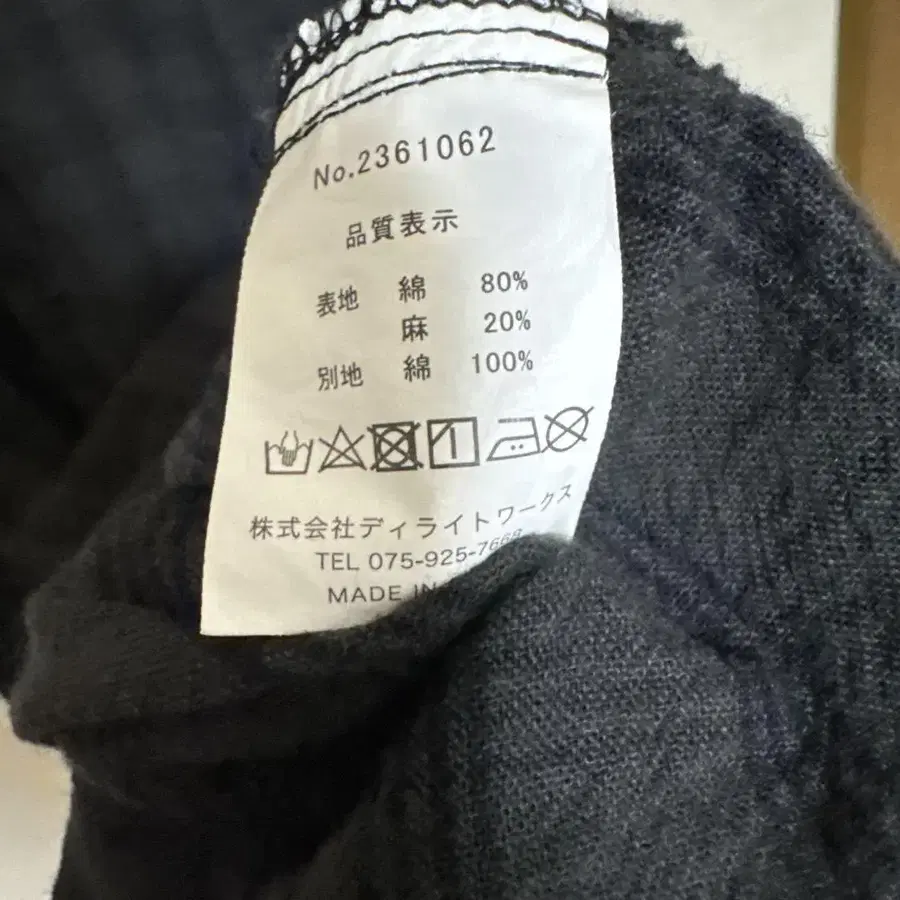 No.2361062
品質表示
表地 綿 80%
麻 20%
別地 綿 100%
株式会社ディライトワークス
TEL 075-925-7668
MADE IN